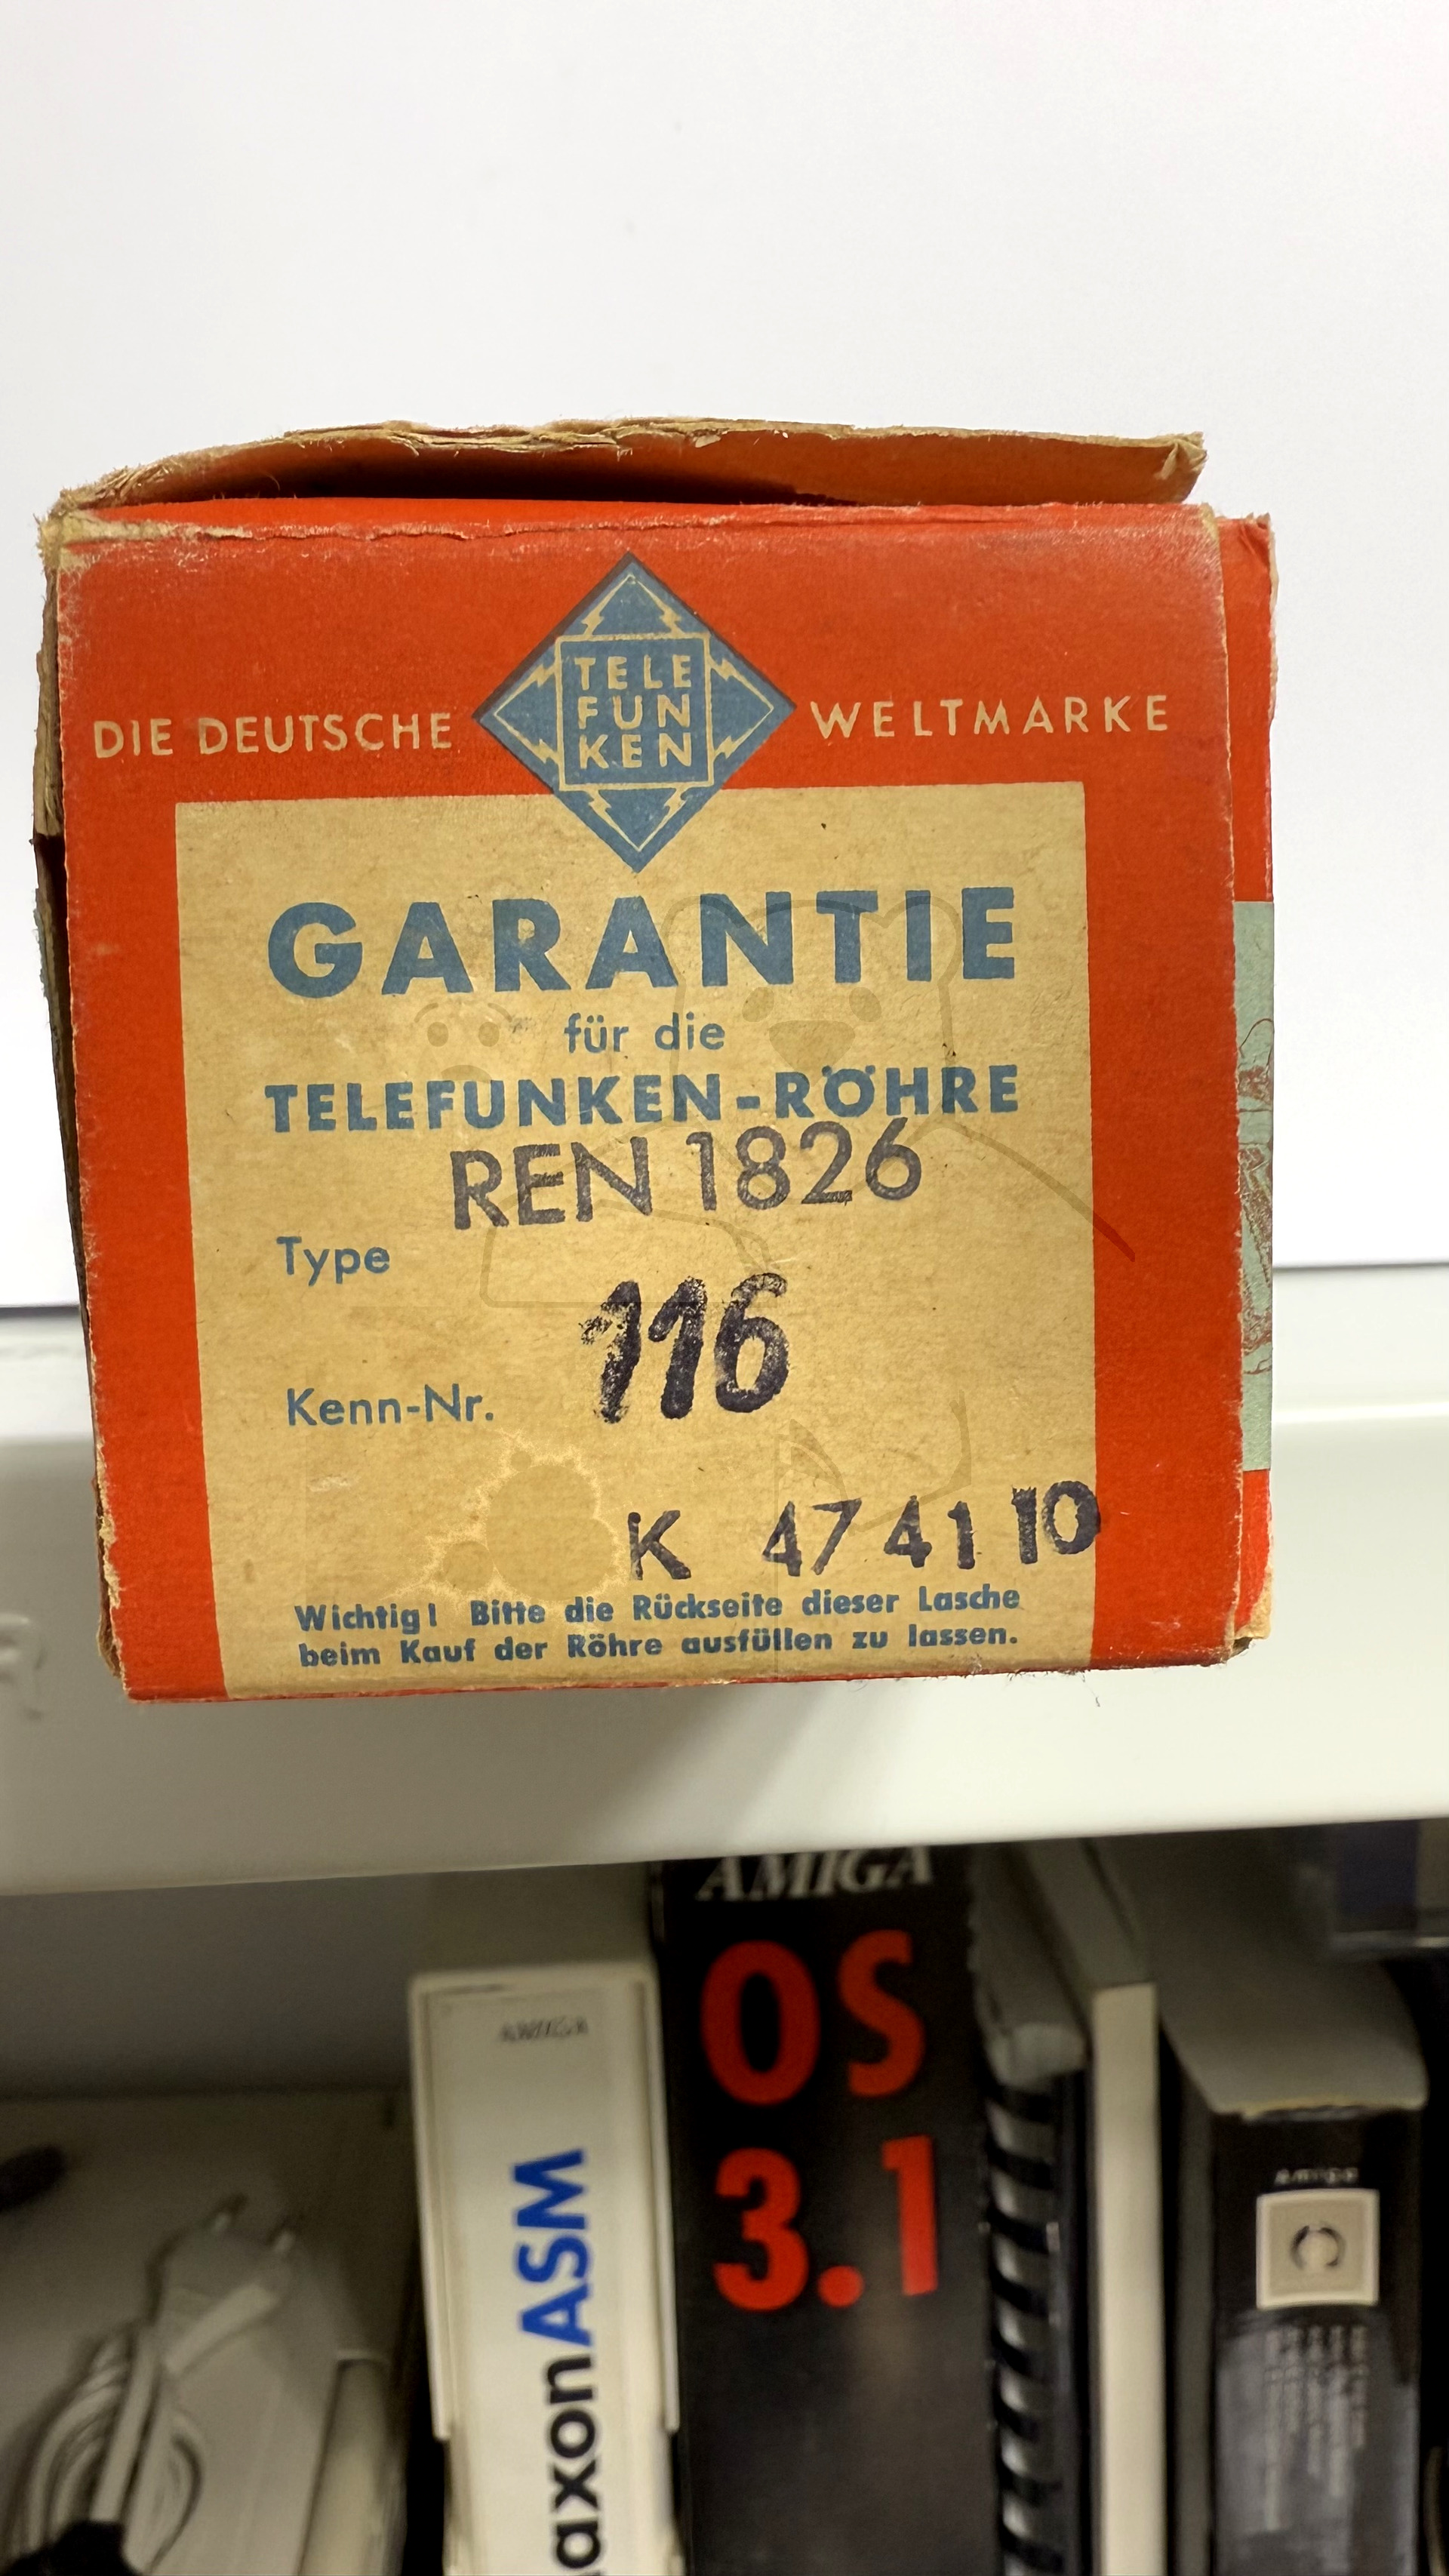 TELE
FUN
KEN
DIE DEUTSCHE WELTMARKE
GARANTIE
für die
TELEFUNKEN-RÖHRE
REN 1826
Type
116
Kenn-Nr.
K 47 41 10
Wichtig! Bitte die Rückseite dieser Lasche
beim Kauf der Röhre ausfüllen zu lassen.
AMIGA
OS
3.1
AMIGA
axonASM
AMIGA